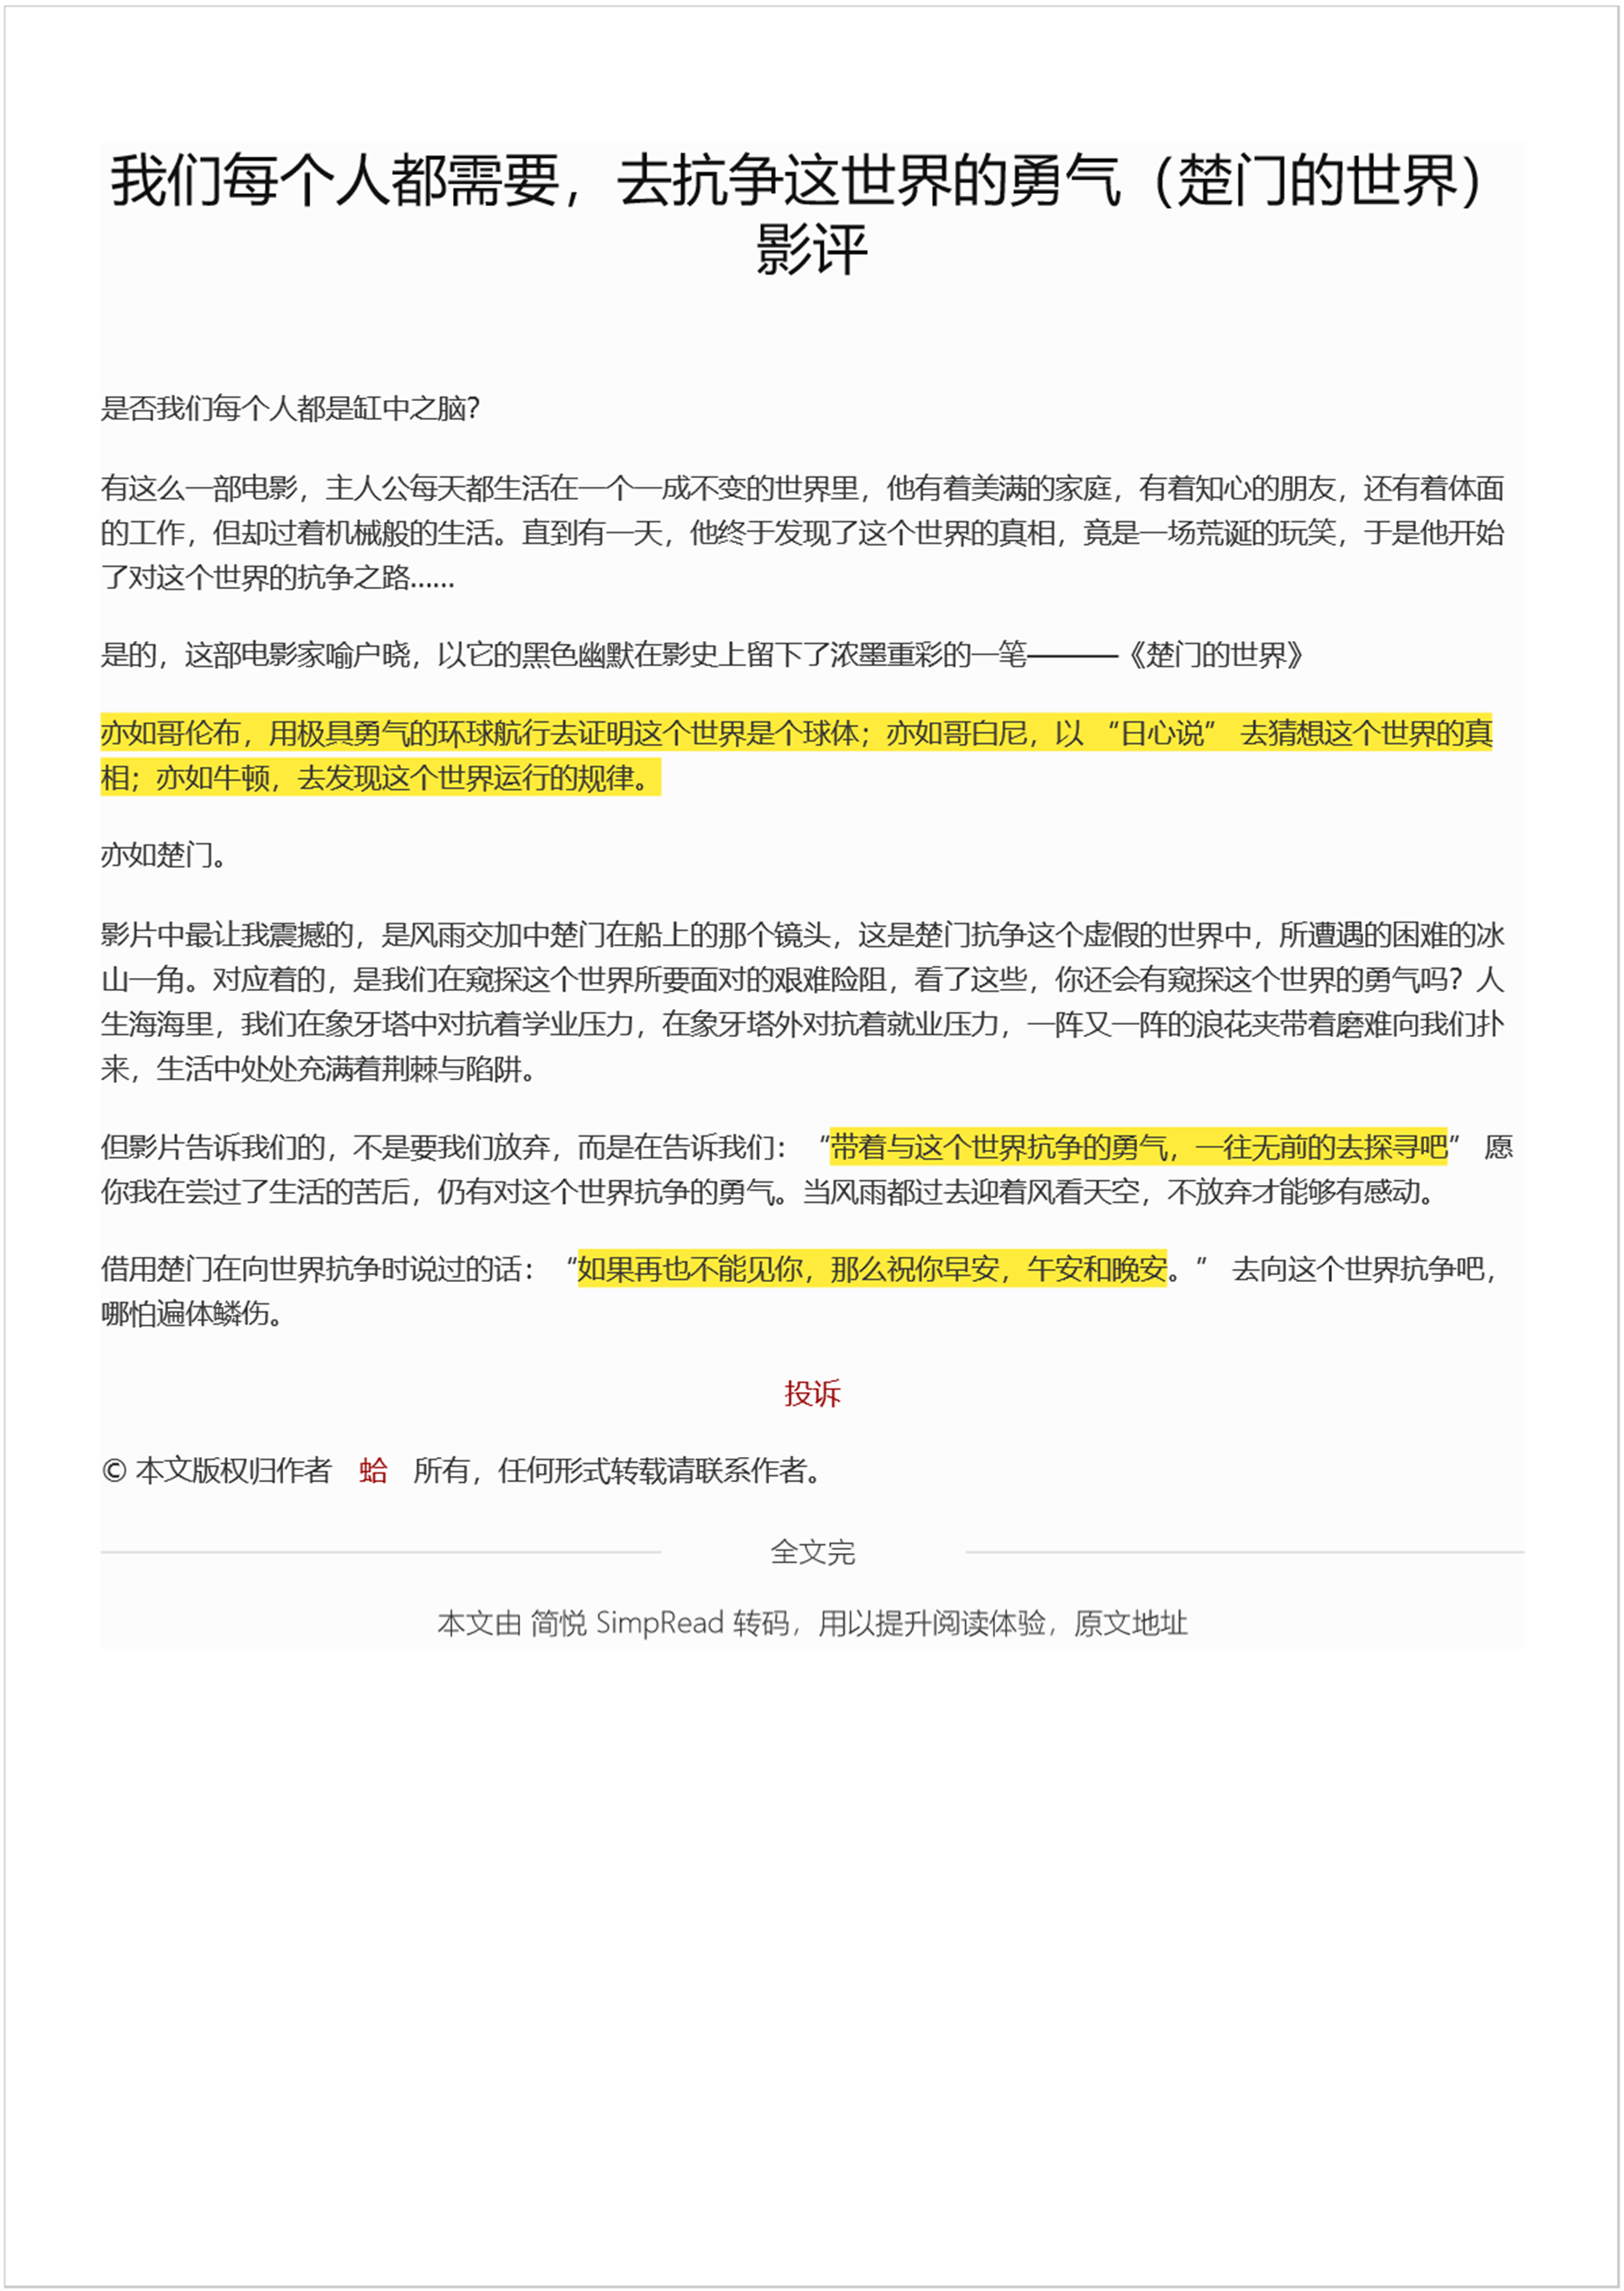 我们每个人都需要，去抗争这世界的勇气（楚门的世界）
影评
是否我们每个人都是缸中之脑？
有这么一部电影，主人公每天都生活在一个一成不变的世界里，他有着美满的家庭，有着知心的朋友，还有着体面
的工作，但却过着机械般的生活。直到有一天，他终于发现了这个世界的真相，竟是一场荒诞的玩笑，于是他开始
了对这个世界的抗争之路......
是的，这部电影家喻户晓，以它的黑色幽默在影史上留下了浓墨重彩的一笔————《楚门的世界》
亦如哥伦布，用极具勇气的环球航行去证明这个世界是个球体；亦如哥白尼，以 “日心说” 去猜想这个世界的真
相；亦如牛顿，去发现这个世界运行的规律。
亦如楚门。
影片中最让我震撼的，是风雨交加中楚门在船上的那个镜头，这是楚门抗争这个虚假的世界中，所遭遇的困难的冰
山一角。对应着的，是我们在窥探这个世界所要面对的艰难险阻，看了这些，你还会有窥探这个世界的勇气吗？人
生海海里，我们在象牙塔中对抗着学业压力，在象牙塔外对抗着就业压力，一阵又一阵的浪花夹带着磨难向我们扑
来，生活中处处充满着荆棘与陷阱。
但影片告诉我们的，不是要我们放弃，而是在告诉我们： “带着与这个世界抗争的勇气，一往无前的去探寻吧” 愿
你我在尝过了生活的苦后，仍有对这个世界抗争的勇气。当风雨都过去迎着风看天空，不放弃才能够有感动。
借用楚门在向世界抗争时说过的话： “如果再也不能见你，那么祝你早安，午安和晚安。” 去向这个世界抗争吧，
哪怕遍体鳞伤。
投诉
© 本文版权归作者 蛤 所有，任何形式转载请联系作者。
全文完
本文由 简悦 SimpRead 转码，用以提升阅读体验，原文地址